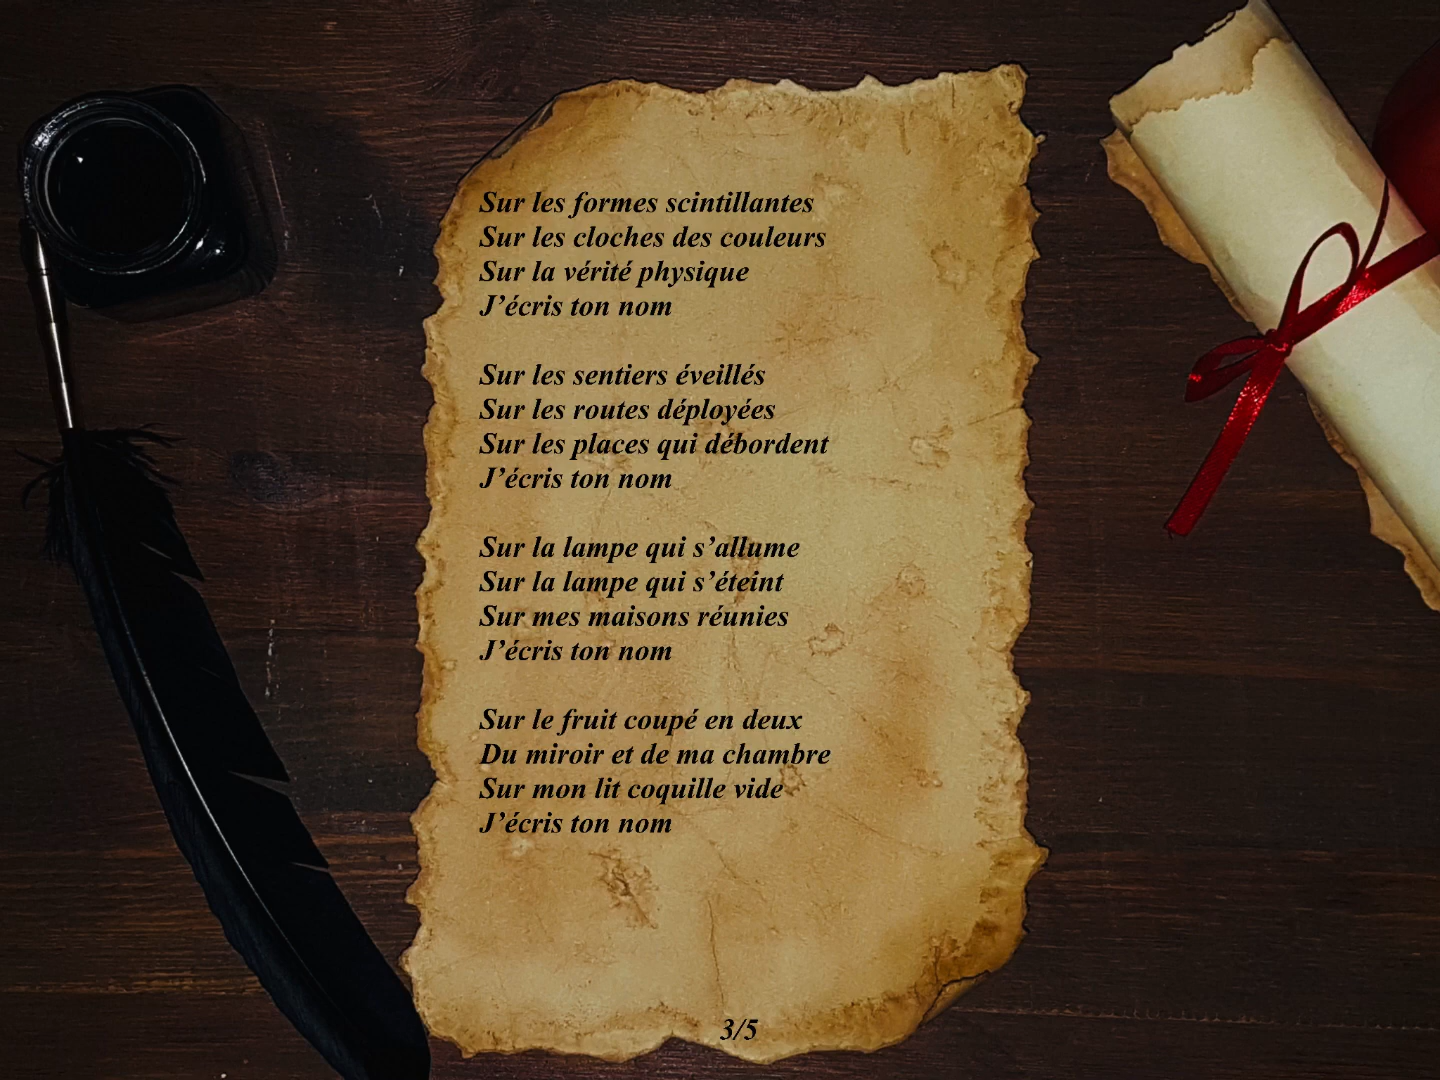 Sur les formes scintillantes
Sur les cloches des couleurs
Sur la vérité physique
J’écris ton nom

Sur les sentiers éveillés
Sur les routes déployées
Sur les places qui débordent
J’écris ton nom

Sur la lampe qui s’allume
Sur la lampe qui s’éteint
Sur mes maisons réunies
J’écris ton nom

Sur le fruit coupé en deux
Du miroir et de ma chambre
Sur mon lit coquille vide
J’écris ton nom

3/5